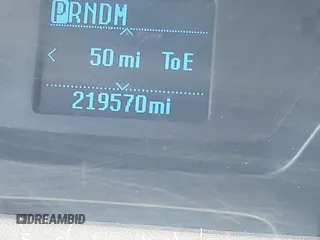 PRNDM
50 mi ToE
219570mi
DREAMBID